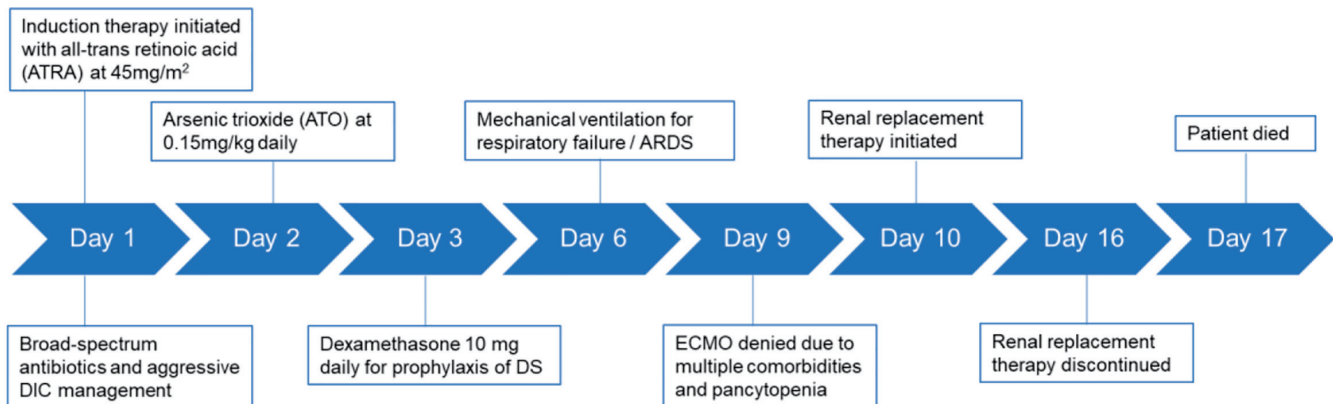 Induction therapy initiated
with all-trans retinoic acid
(ATRA) at 45mg/m²
Arsenic trioxide (ATO) at
0.15mg/kg daily
Mechanical ventilation for
respiratory failure / ARDS
Renal replacement
therapy initiated
Patient died
Day 1
Day 2
Day 3
Day 6
Day 9
Day 10
Day 16
Day 17
Broad-spectrum
antibiotics and aggressive
DIC management
Dexamethasone 10 mg
daily for prophylaxis of DS
ECMO denied due to
multiple comorbidities
and pancytopenia
Renal replacement
therapy discontinued